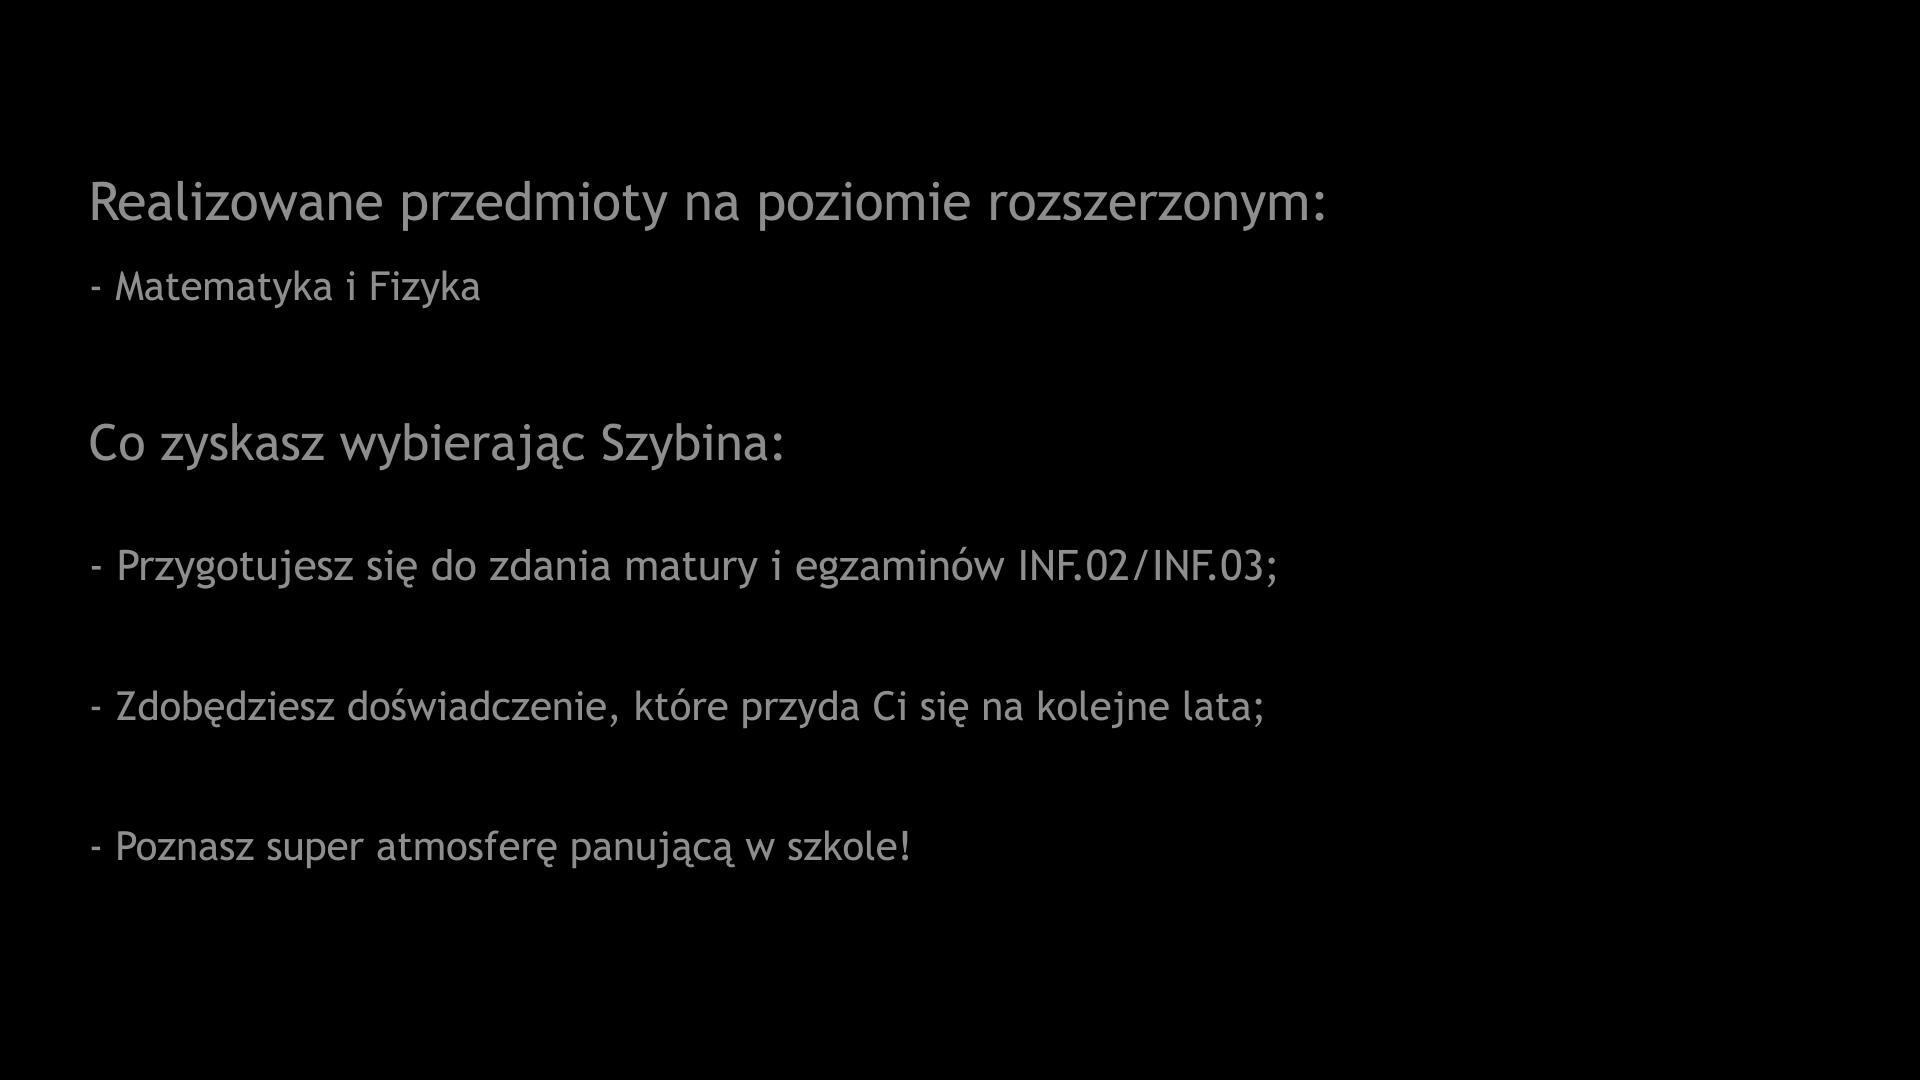 Realizowane przedmioty na poziomie rozszerzonym:
- Matematyka i Fizyka
Co zyskasz wybierając Szybina:
- Przygotujesz się do zdania matury i egzaminów INF.02/INF.03;
- Zdobędziesz doświadczenie, które przyda Ci się na kolejne lata;
- Poznasz super atmosferę panującą w szkole!